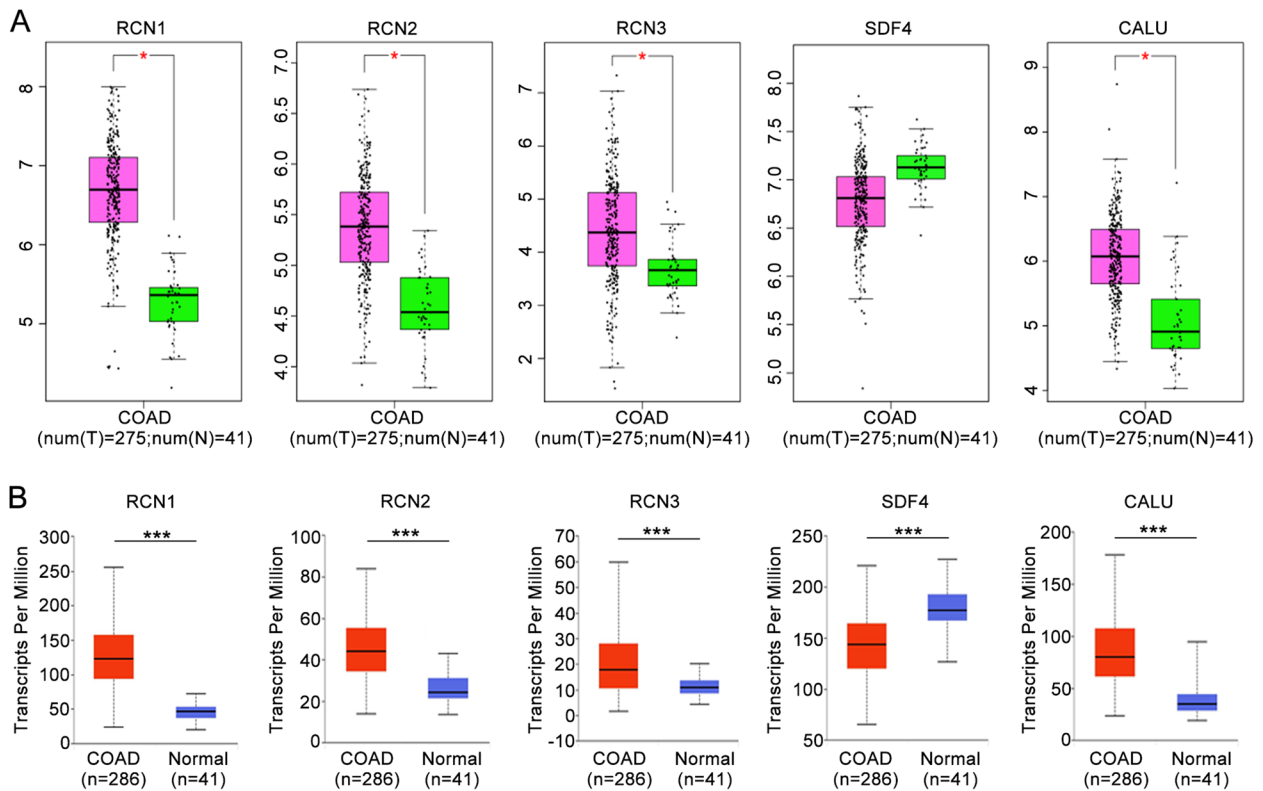 A
RCN1 RCN2 RCN3 SDF4 CALU
* * * *
8 7 6 5
7.0 6.5 6.0 5.5 5.0 4.5 4.0
7 6 5 4 3 2
8.0 7.5 7.0 6.5 6.0 5.5 5.0
9 8 7 6 5 4
COAD COAD COAD COAD COAD
(num(T)=275;num(N)=41) (num(T)=275;num(N)=41) (num(T)=275;num(N)=41) (num(T)=275;num(N)=41) (num(T)=275;num(N)=41)
B
RCN1 RCN2 RCN3 SDF4 CALU
*** *** *** *** ***
Transcripts Per Million
300 250 200 150 100 50 0
Transcripts Per Million
100 80 60 40 20 0
Transcripts Per Million
70 60 50 40 30 20 10 0 -10
Transcripts Per Million
250 200 150 100 50
Transcripts Per Million
200 150 100 50 0
COAD Normal COAD Normal COAD Normal COAD Normal COAD Normal
(n=286) (n=41) (n=286) (n=41) (n=286) (n=41) (n=286) (n=41) (n=286) (n=41)